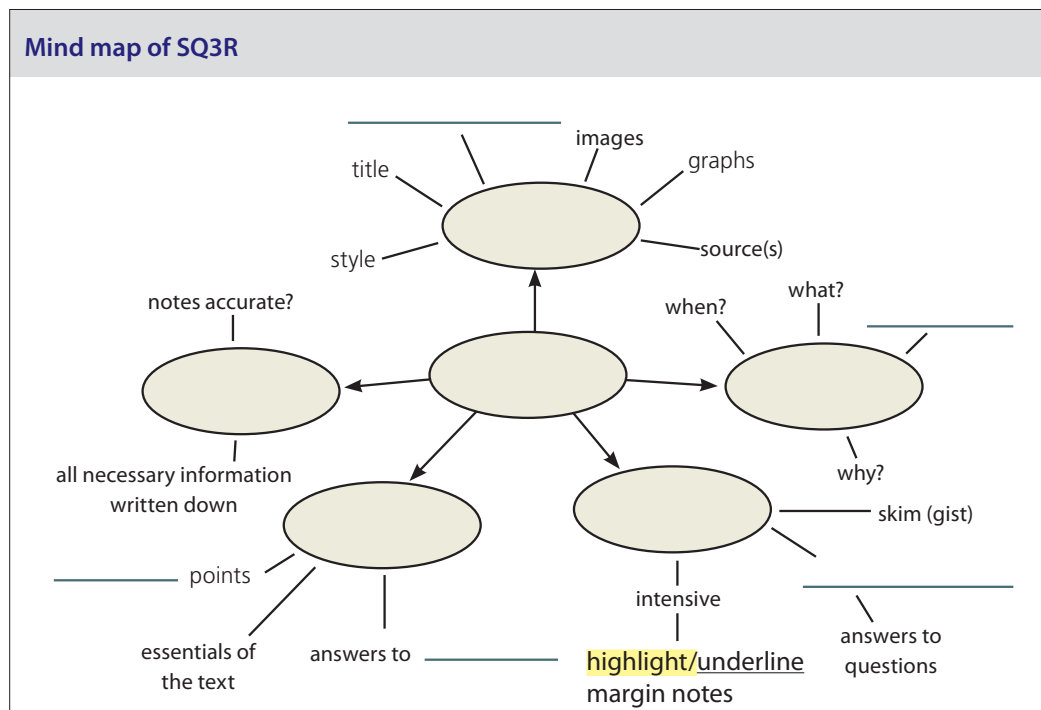 Mind map of SQ3R
images
title
graphs
style
source(s)
notes accurate?
when?
what?
all necessary information
written down
why?
skim (gist)
points
intensive
essentials of
the text
answers to
answers to
questions
highlight/underline
margin notes